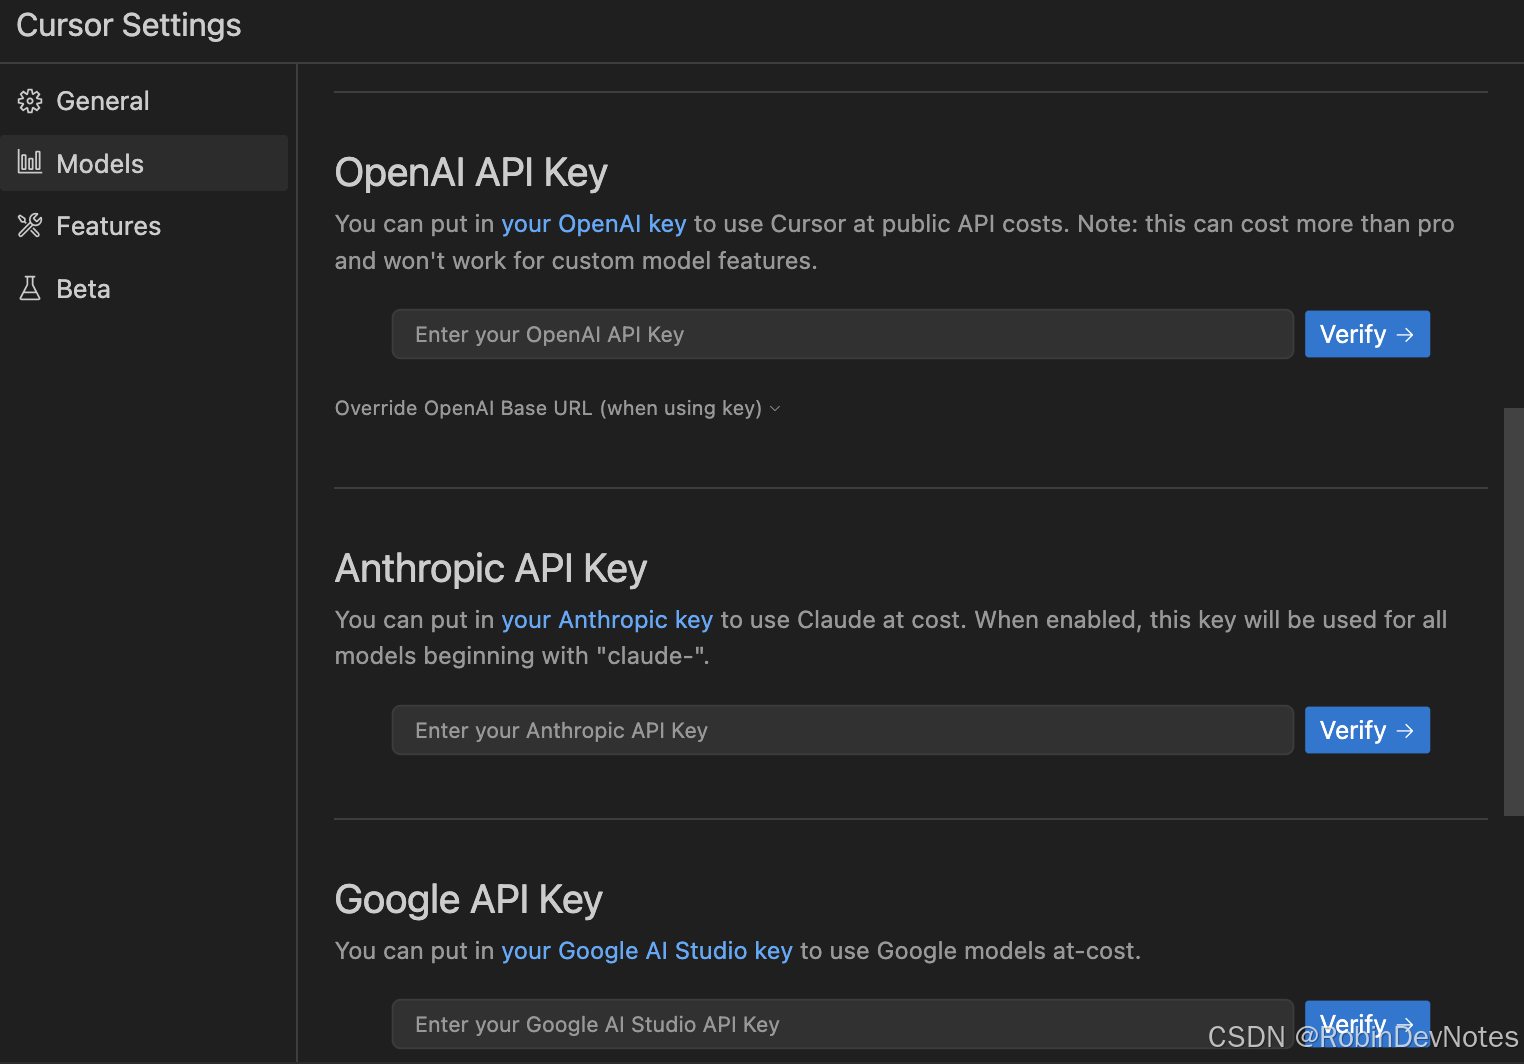 Cursor Settings
General
Models
Features
Beta
OpenAI API Key
You can put in your OpenAI key to use Cursor at public API costs. Note: this can cost more than pro
and won't work for custom model features.
Enter your OpenAI API Key
Verify →
Override OpenAI Base URL (when using key)
Anthropic API Key
You can put in your Anthropic key to use Claude at cost. When enabled, this key will be used for all
models beginning with "claude-".
Enter your Anthropic API Key
Verify →
Google API Key
You can put in your Google AI Studio key to use Google models at-cost.
Enter your Google AI Studio API Key
Verify →
CSDN @RobinDevNotes